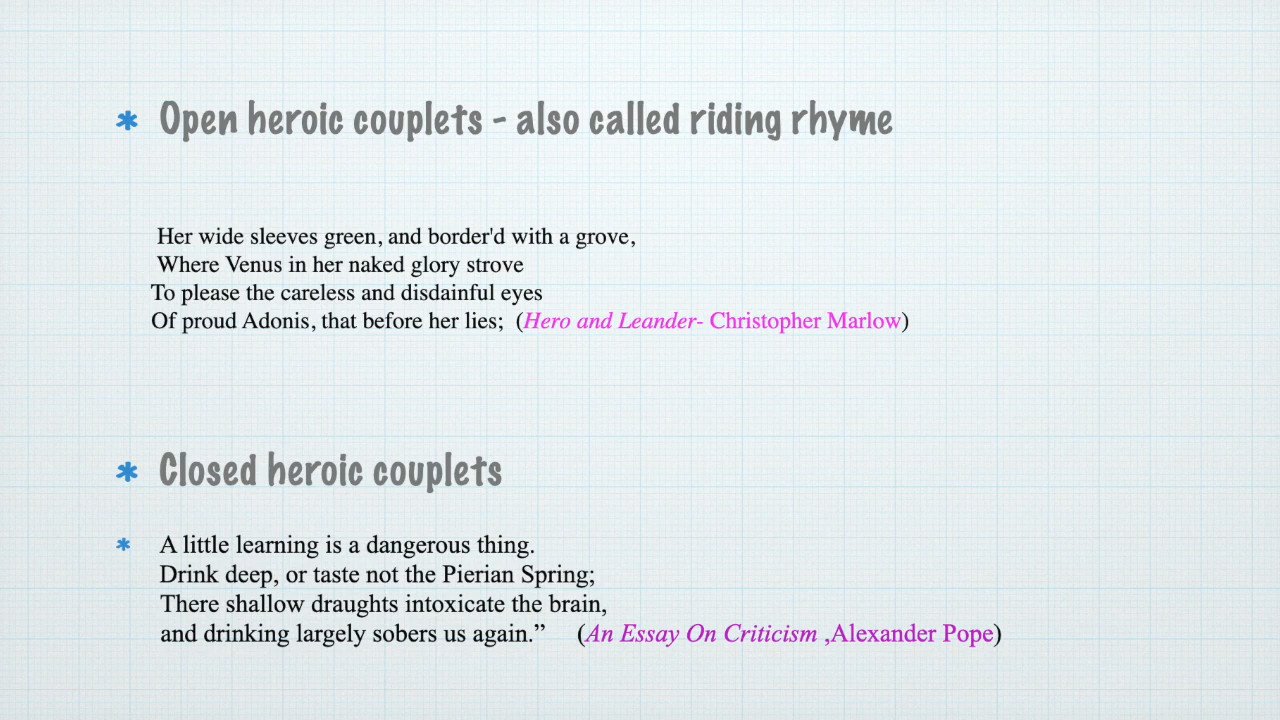 Open heroic couplets - also called riding rhyme
Her wide sleeves green, and border'd with a grove,
Where Venus in her naked glory strove
To please the careless and disdainful eyes
Of proud Adonis, that before her lies; (Hero and Leander- Christopher Marlow)
Closed heroic couplets
A little learning is a dangerous thing.
Drink deep, or taste not the Pierian Spring;
There shallow draughts intoxicate the brain,
and drinking largely sobers us again.” (An Essay On Criticism ,Alexander Pope)